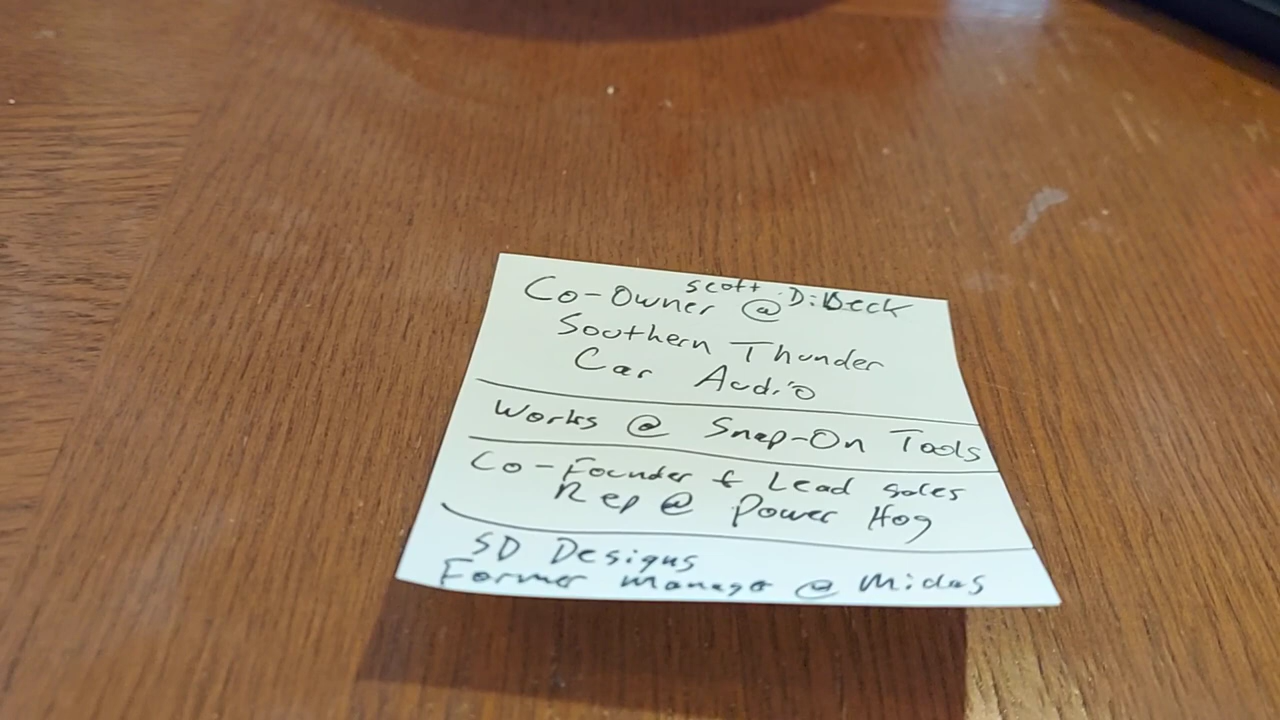 Scott DiBeck
Co-Owner @
Southern Thunder
Car Audio
Works @ Snap-On Tools
Co-Founder & Lead Sales
Rep @ Power Hog
SD Designs
Former Manager @ Midas